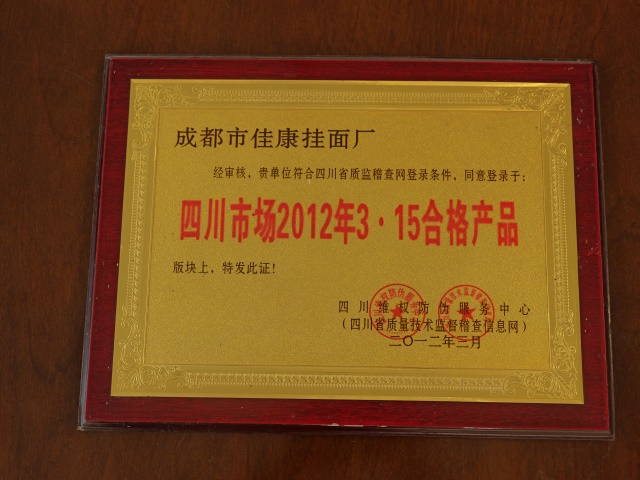 成都市佳康挂面厂
经审核，贵单位符合四川省质监稽查网登录条件，同意登录于：
四川市场2012年3·15合格产品
版块上，特发此证！
四川维权防伪服务中心
（四川省质量技术监督稽查信息网）
二〇一二年三月